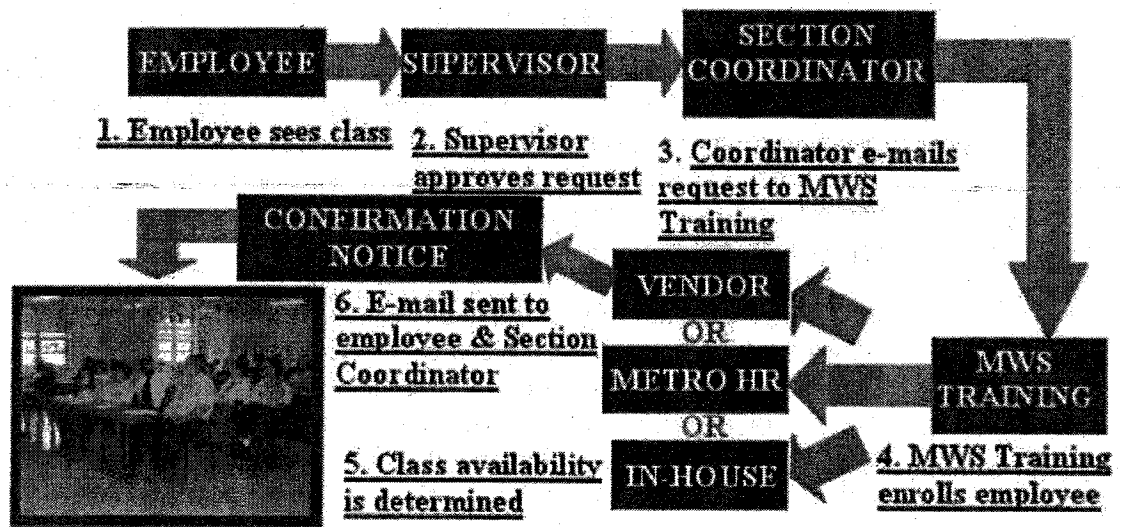 EMPLOYEE
SUPERVISOR
SECTION
COORDINATOR
1. Employee sees class
2. Supervisor
approves request
3. Coordinator e-mails
request to MWS
Training
MWS
TRAINING
4. MWS Training
enrolls employee
VENDOR
OR
METRO HR
OR
IN-HOUSE
5. Class availability
is determined
CONFIRMATION
NOTICE
6. E-mail sent to
employee & Section
Coordinator